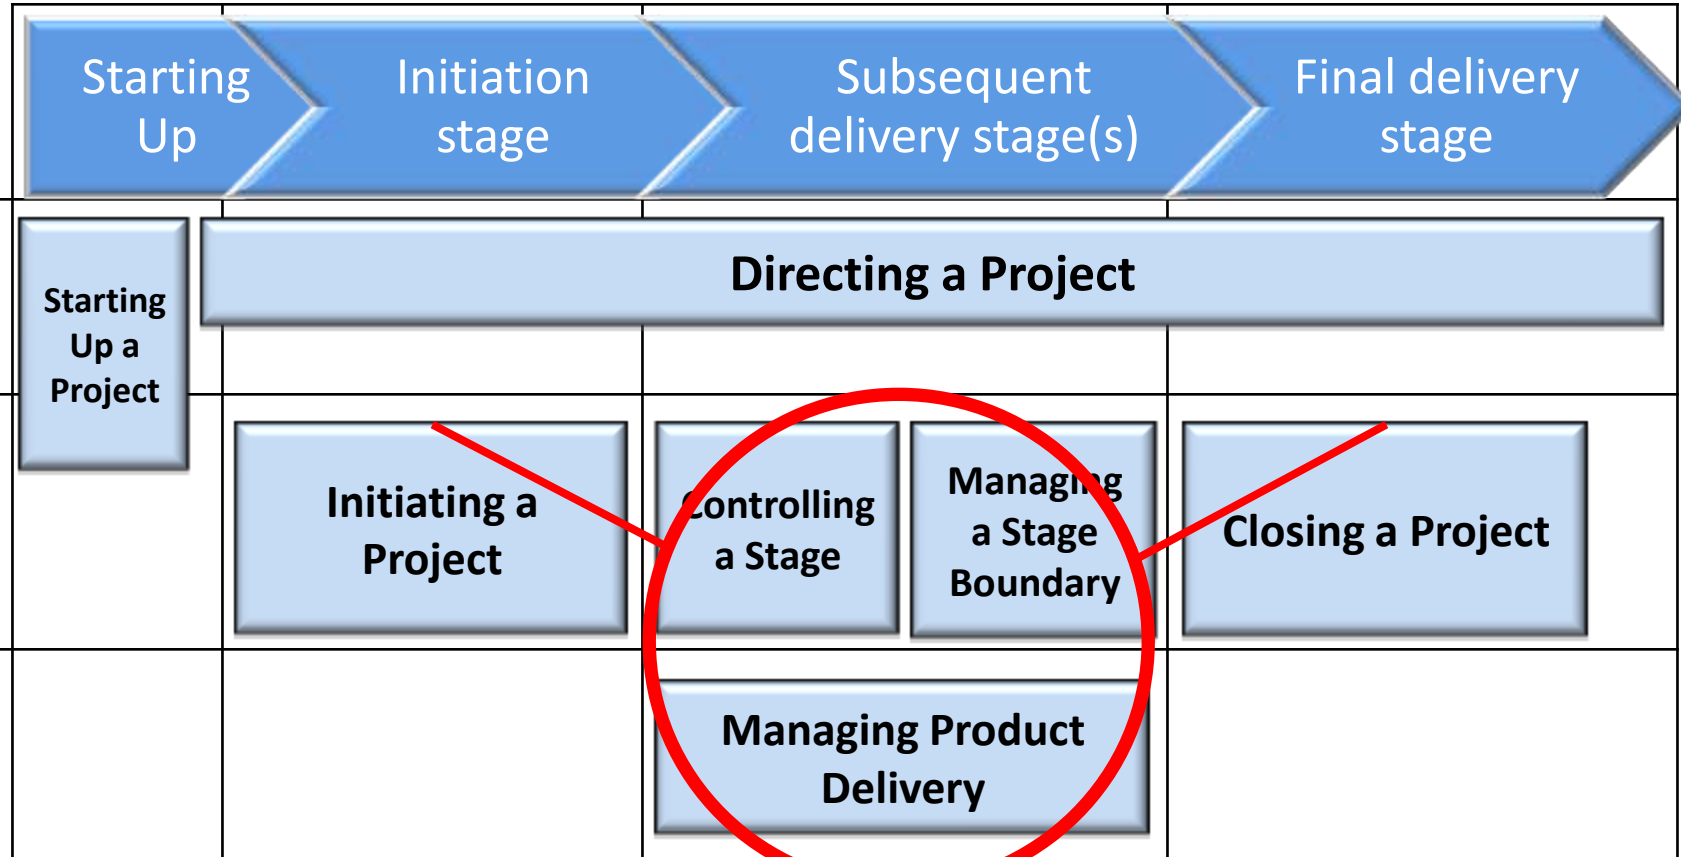 Starting
Up
Initiation
stage
Subsequent
delivery stage(s)
Final delivery
stage
Starting
Up a
Project
Directing a Project
Initiating a
Project
Controlling
a Stage
Managing
a Stage
Boundary
Closing a Project
Managing Product
Delivery